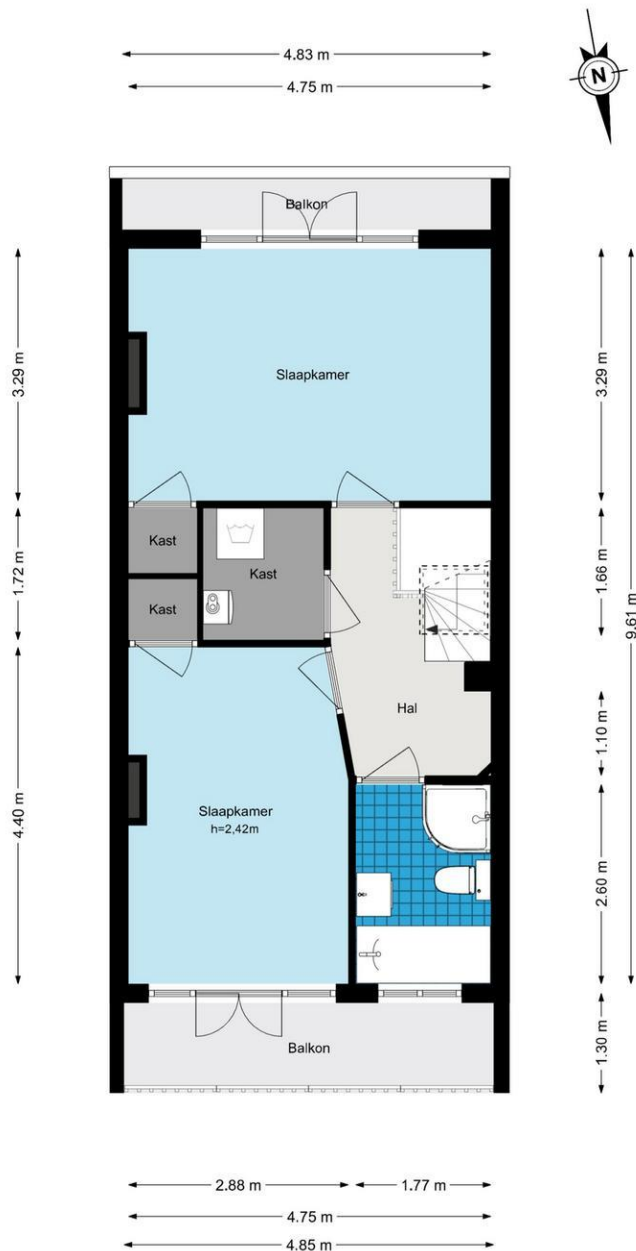 4.83 m
4.75 m
N
Balkon
3.29 m
Slaapkamer
3.29 m
9.61 m
Kast
Kast
1.72 m
1.66 m
Kast
Hal
1.10 m
Slaapkamer
h=2,42m
4.40 m
2.60 m
Balkon
1.30 m
2.88 m
1.77 m
4.75 m
4.85 m